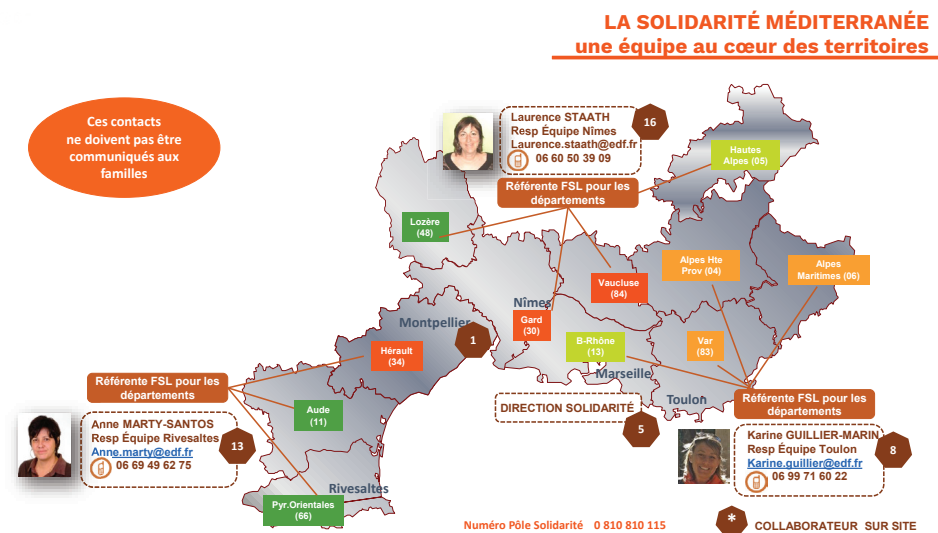 LA SOLIDARITÉ MÉDITERRANÉE
une équipe au cœur des territoires
Ces contacts
ne doivent pas être
communiqués aux
familles
Laurence STAATH
Resp Équipe Nîmes
Laurence.staath@edf.fr
06 60 50 39 09
16
Référente FSL pour les
départements
Hautes
Alpes (05)
Lozère
(48)
Alpes Hte
Prov (04)
Alpes
Maritimes (06)
Vaucluse
(84)
Nîmes
Gard
(30)
Montpellier
1
Hérault
(34)
B-Rhône
(13)
Var
(83)
Marseille
Toulon
Référente FSL pour les
départements
Anne MARTY-SANTOS
Resp Équipe Rivesaltes
Anne.marty@edf.fr
06 69 49 62 75
13
Aude
(11)
Rivesaltes
Pyr.Orientales
(66)
DIRECTION SOLIDARITÉ
5
Référente FSL pour les
départements
Karine GUILLIER-MARIN
Resp Équipe Toulon
Karine.guillier@edf.fr
06 99 71 60 22
8
Numéro Pôle Solidarité 0 810 810 115
* COLLABORATEUR SUR SITE